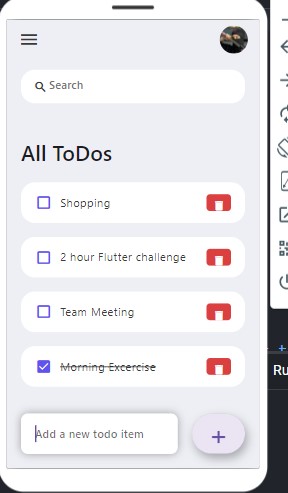 Search
All ToDos
Shopping
2 hour Flutter challenge
Team Meeting
Morning Excercise
Add a new todo item
+
Ru